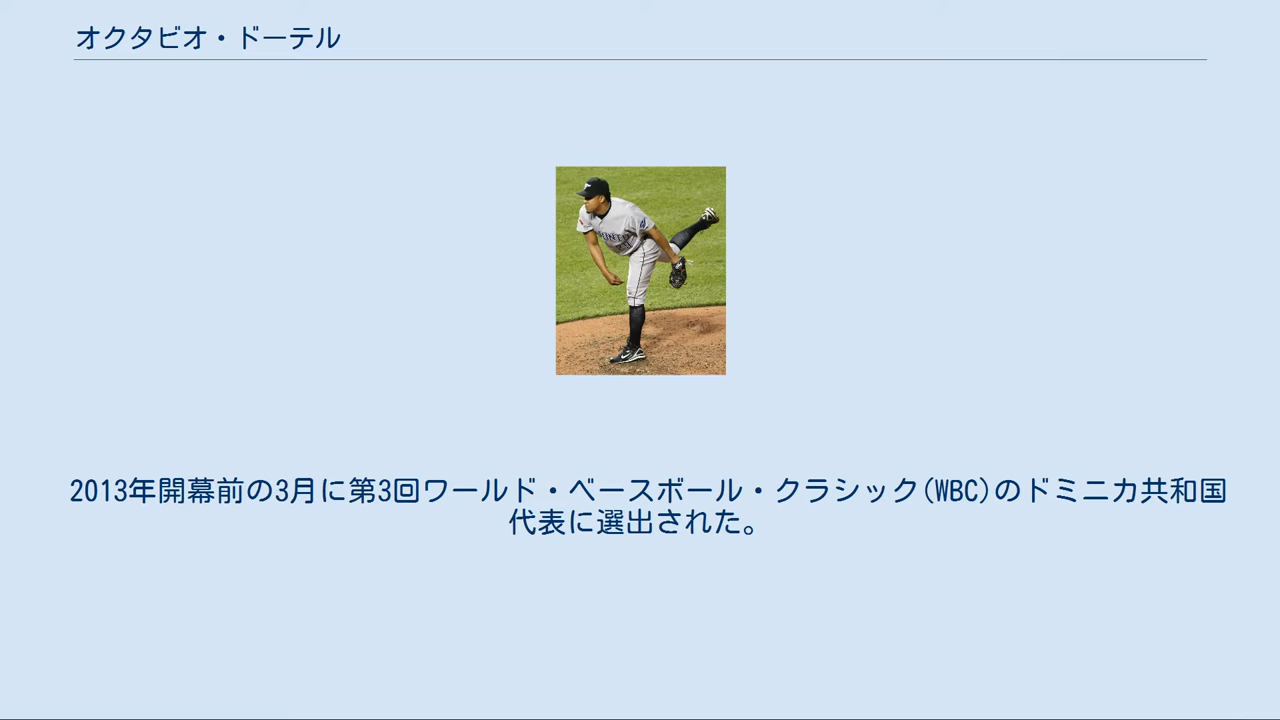 オクタビオ・ドーテル
2013年開幕前の3月に第3回ワールド・ベースボール・クラシック(WBC)のドミニカ共和国
代表に選出された。